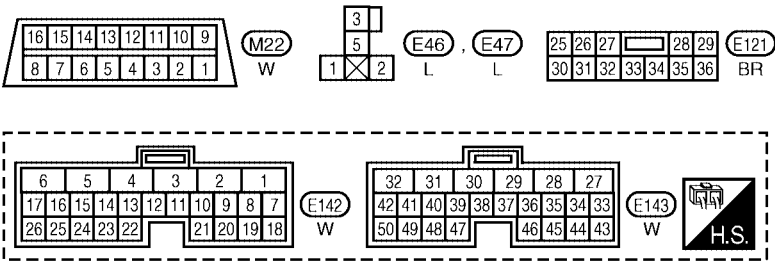 16 15 14 13 12 11 10 9
8 7 6 5 4 3 2 1
M22
W
3
5
1 2
E46 , E47
L L
25 26 27 28 29
30 31 32 33 34 35 36
E121
BR
6 5 4 3 2 1
17 16 15 14 13 12 11 10 9 8 7
26 25 24 23 22 21 20 19 18
E142
W
32 31 30 29 28 27
42 41 40 39 38 37 36 35 34 33
50 49 48 47 46 45 44 43
E143
W
H.S.